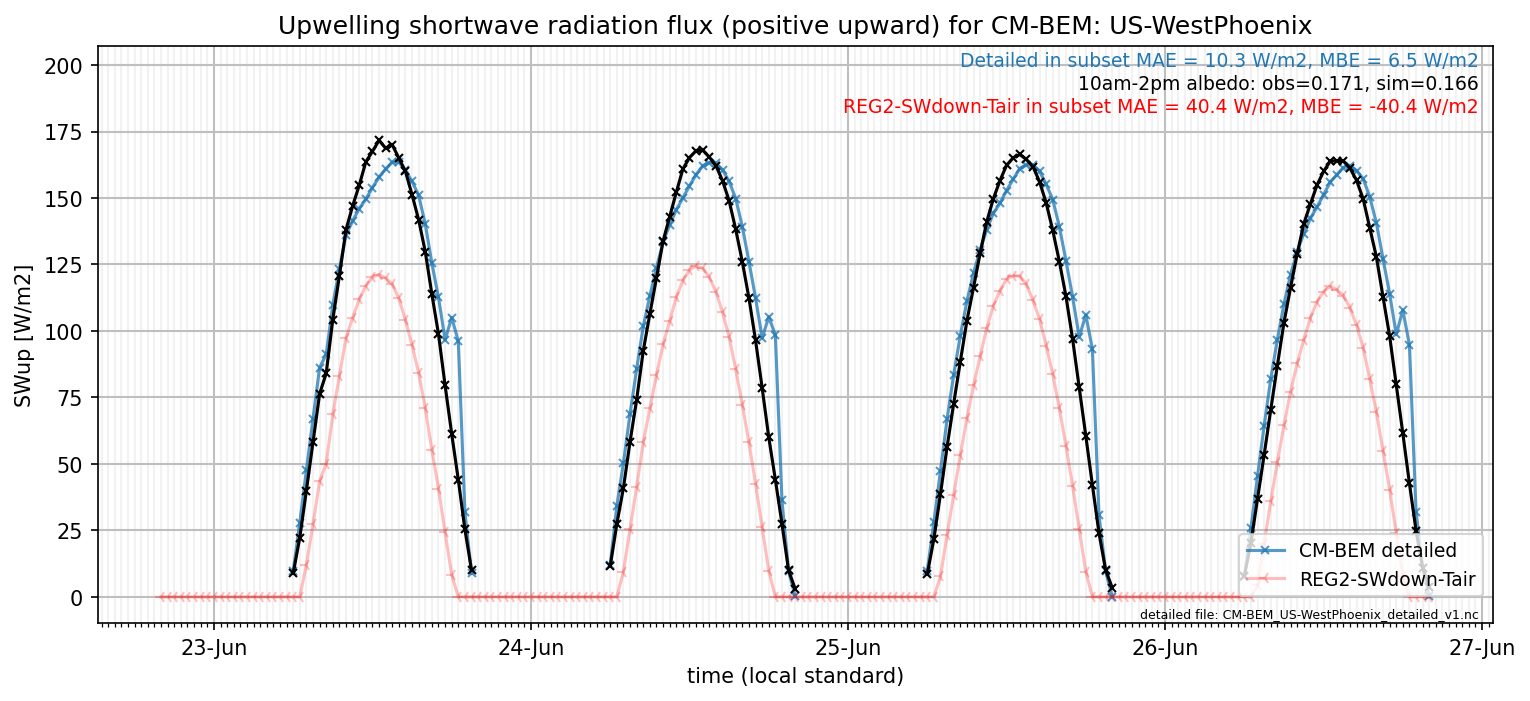 Upwelling shortwave radiation flux (positive upward) for CM-BEM: US-WestPhoenix
Detailed in subset MAE = 10.3 W/m2, MBE = 6.5 W/m2
10am-2pm albedo: obs=0.171, sim=0.166
REG2-SWdown-Tair in subset MAE = 40.4 W/m2, MBE = -40.4 W/m2
SWup [W/m2]
200
175
150
125
100
75
50
25
0
CM-BEM detailed
REG2-SWdown-Tair
detailed file: CM-BEM_US-WestPhoenix_detailed_v1.nc
23-Jun 24-Jun 25-Jun 26-Jun 27-Jun
time (local standard)